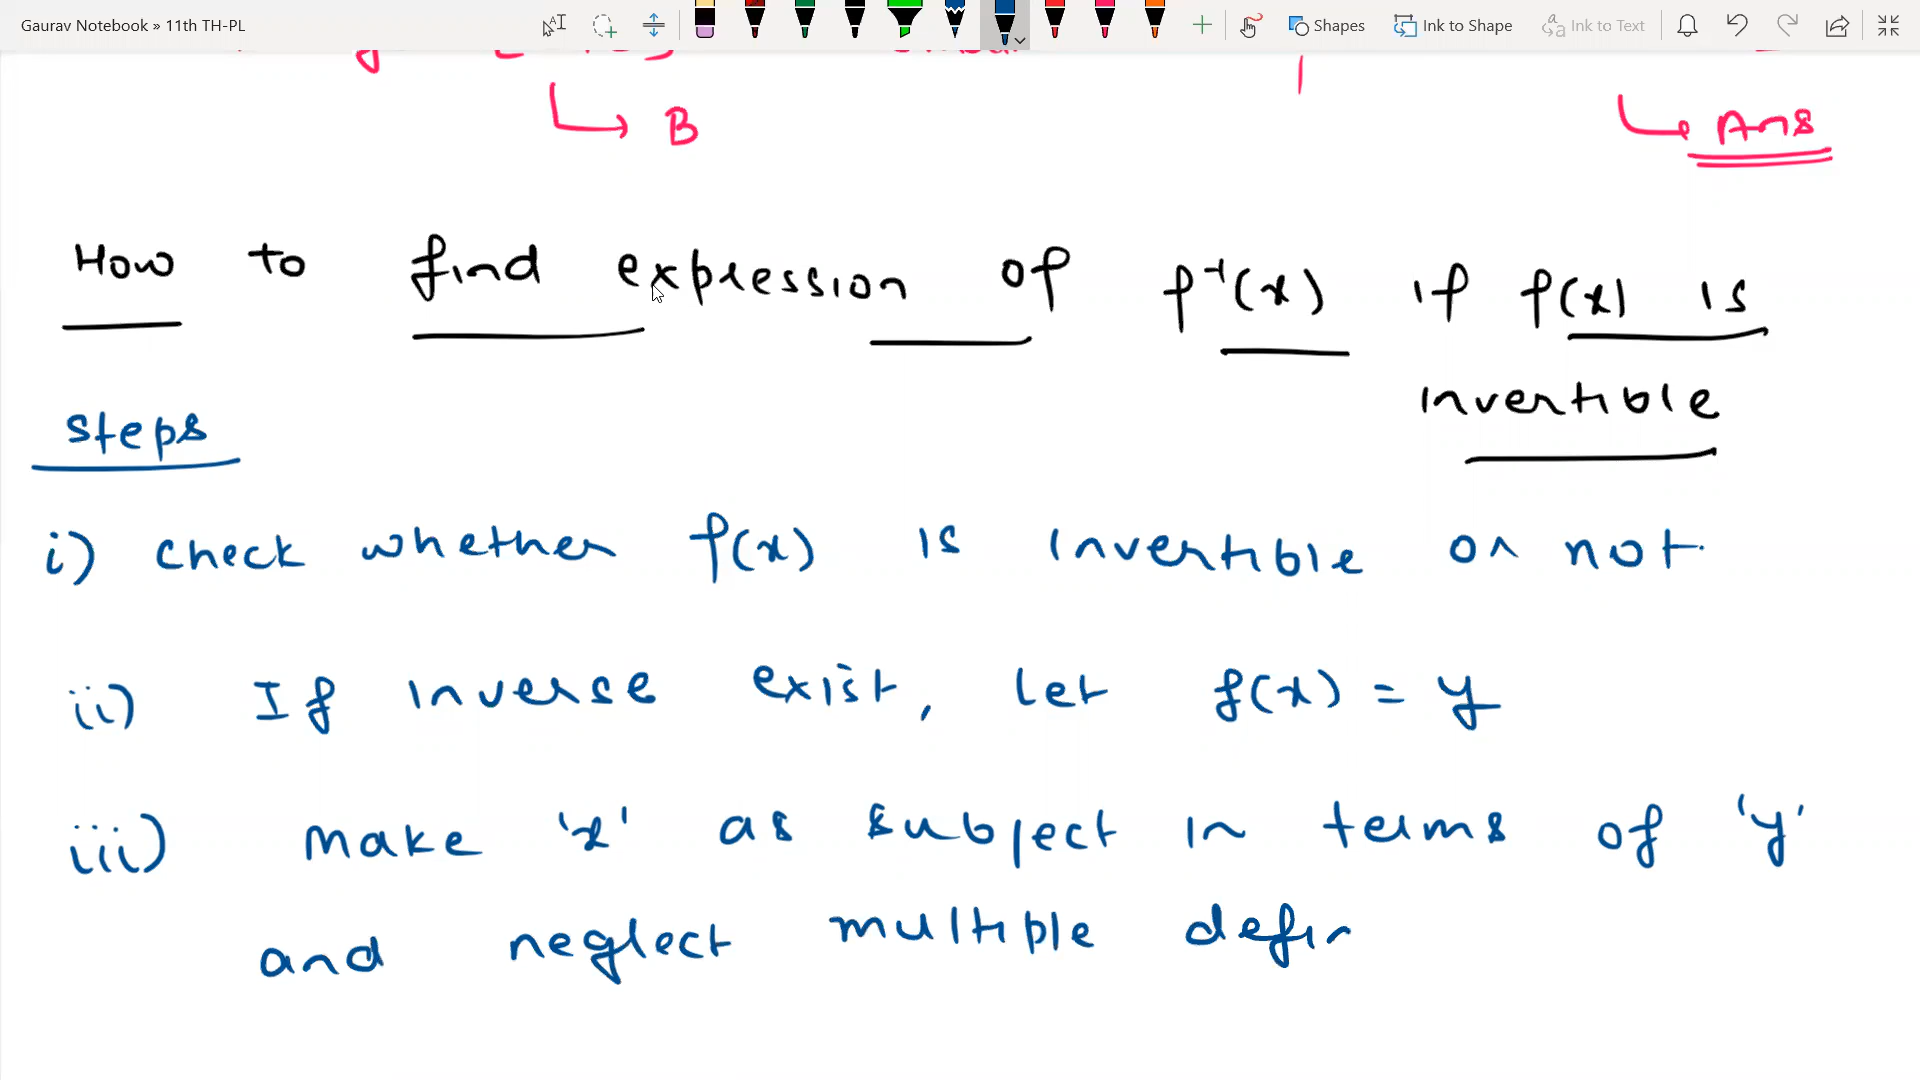 Gaurav Notebook » 11th TH-PL
Shapes Ink to Shape Ink to Text
B
Ans
How to find expression of f⁻¹(x) if f(x) is
invertible
Steps
i) check whether f(x) is invertible or not.
ii) If inverse exist, let f(x) = y
iii) make 'x' as subject in terms of 'y'
and neglect multiple defin